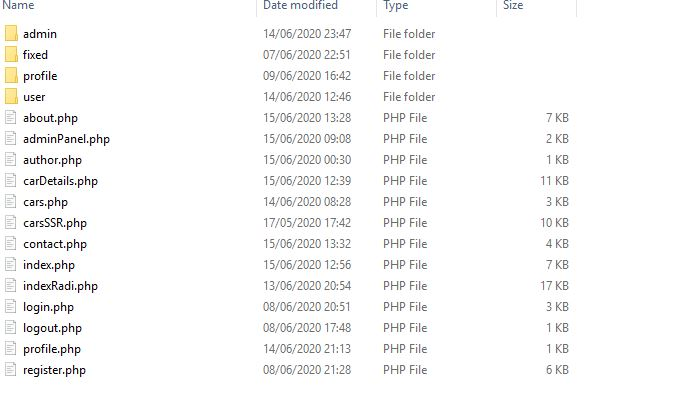 Name Date modified Type Size
admin 14/06/2020 23:47 File folder
fixed 07/06/2020 22:51 File folder
profile 09/06/2020 16:42 File folder
user 14/06/2020 12:46 File folder
about.php 15/06/2020 13:28 PHP File 7 KB
adminPanel.php 15/06/2020 09:08 PHP File 2 KB
author.php 15/06/2020 00:30 PHP File 1 KB
carDetails.php 15/06/2020 12:39 PHP File 11 KB
cars.php 14/06/2020 08:28 PHP File 3 KB
carsSSR.php 17/05/2020 17:42 PHP File 10 KB
contact.php 15/06/2020 13:32 PHP File 4 KB
index.php 15/06/2020 12:56 PHP File 7 KB
indexRadi.php 13/06/2020 20:54 PHP File 17 KB
login.php 08/06/2020 20:51 PHP File 3 KB
logout.php 08/06/2020 17:48 PHP File 1 KB
profile.php 14/06/2020 21:13 PHP File 1 KB
register.php 08/06/2020 21:28 PHP File 6 KB